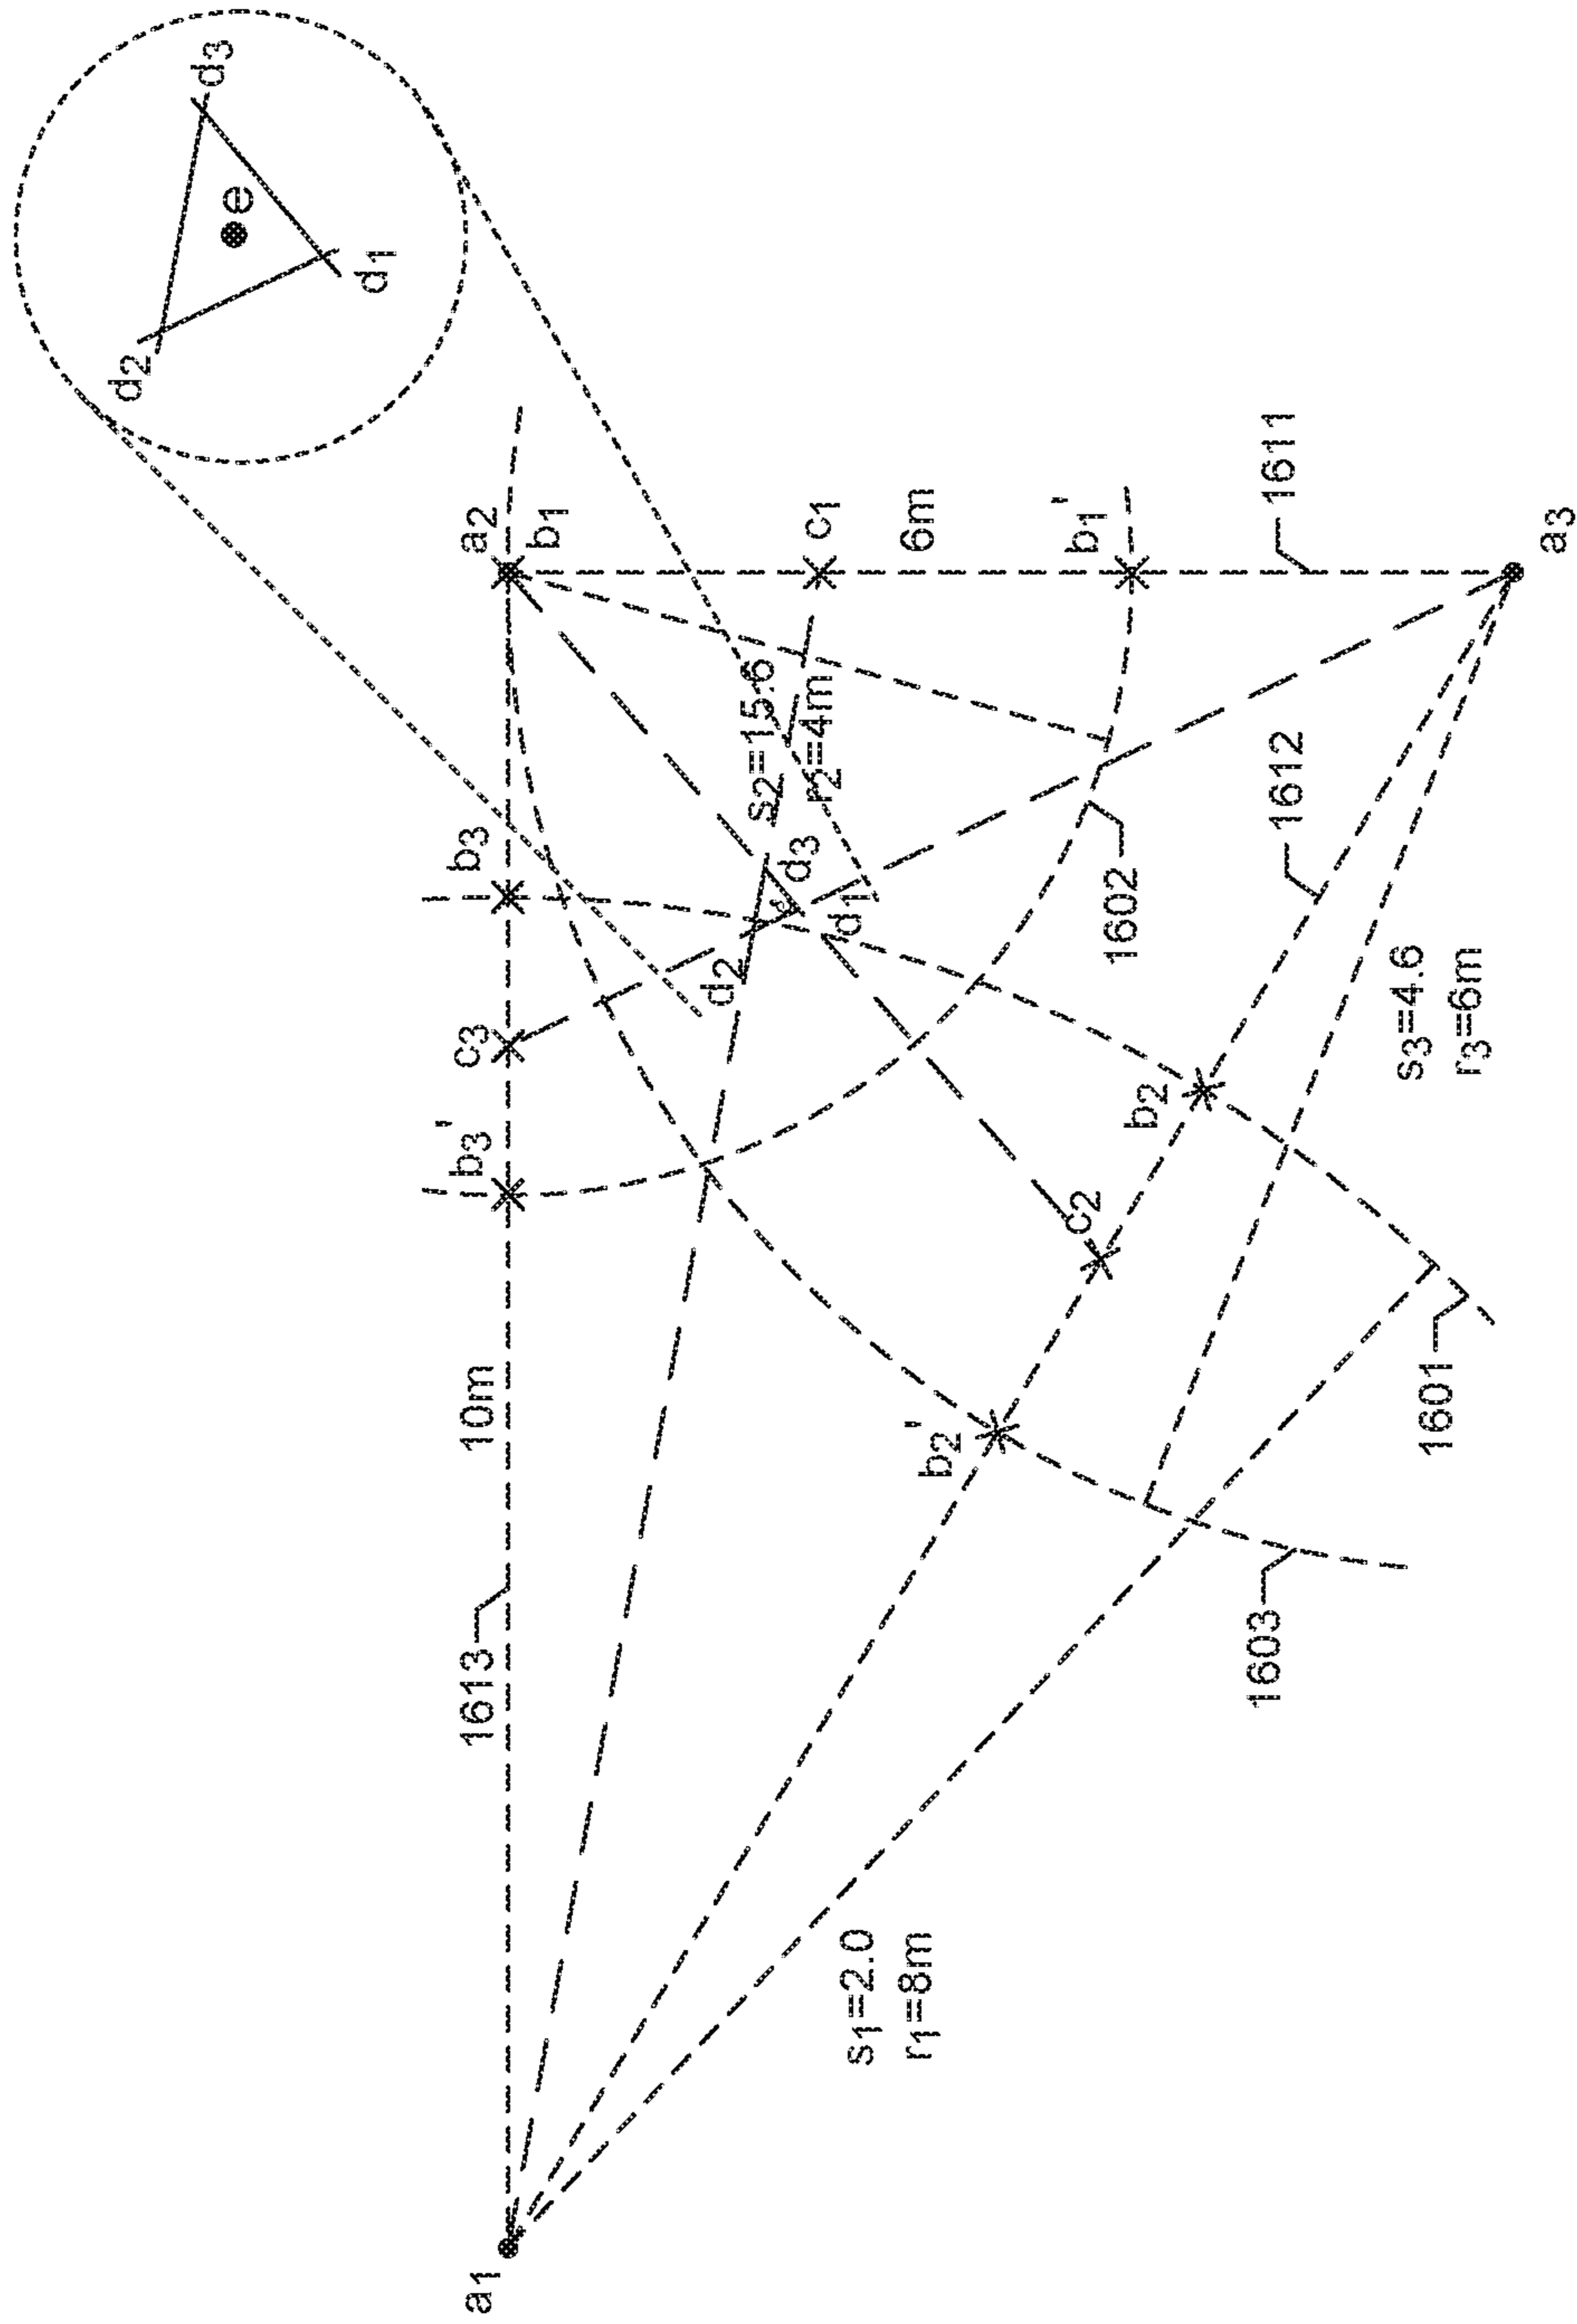 d2
d3
e
d1
a1
1613
10m
b3'
c3
b3
a2
b1
d2
e
d3
d1
s2=15.6
r2=4m
c1
s1=2.0
r1=8m
6m
b2'
c2
b1'
1602
b2
1603
1612
1611
s3=4.6
r3=6m
1601
a3